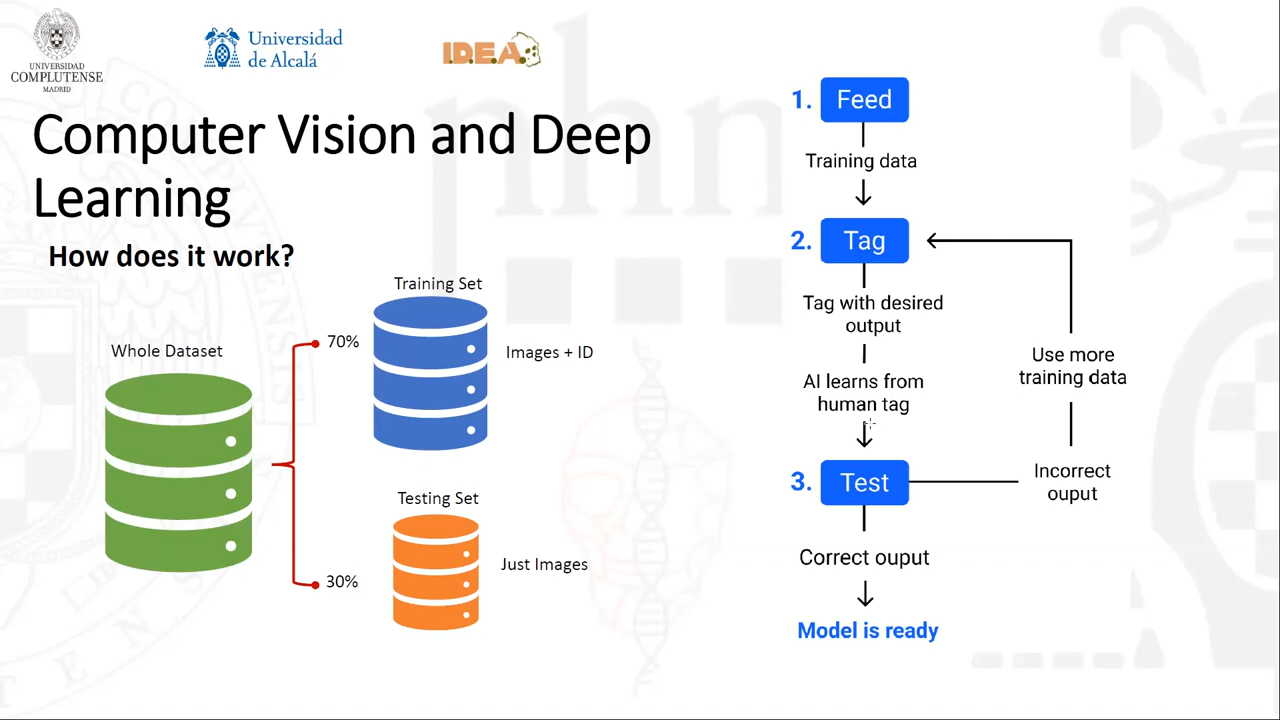 UNIVERSIDAD
COMPLUTENSE
MADRID
Universidad
de Alcalá
I.D.E.A.
Computer Vision and Deep
Learning
How does it work?
Whole Dataset
70%
30%
Training Set
Images + ID
Testing Set
Just Images
1. Feed
Training data
2. Tag
Tag with desired
output
AI learns from
human tag
3. Test
Correct ouput
Model is ready
Incorrect
ouput
Use more
training data